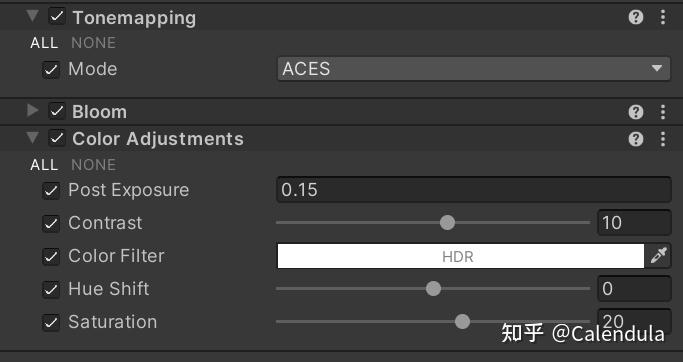 Tonemapping
ALL NONE
Mode ACES
Bloom
Color Adjustments
ALL NONE
Post Exposure 0.15
Contrast 10
Color Filter HDR
Hue Shift 0
Saturation 20
知乎 @Calendula